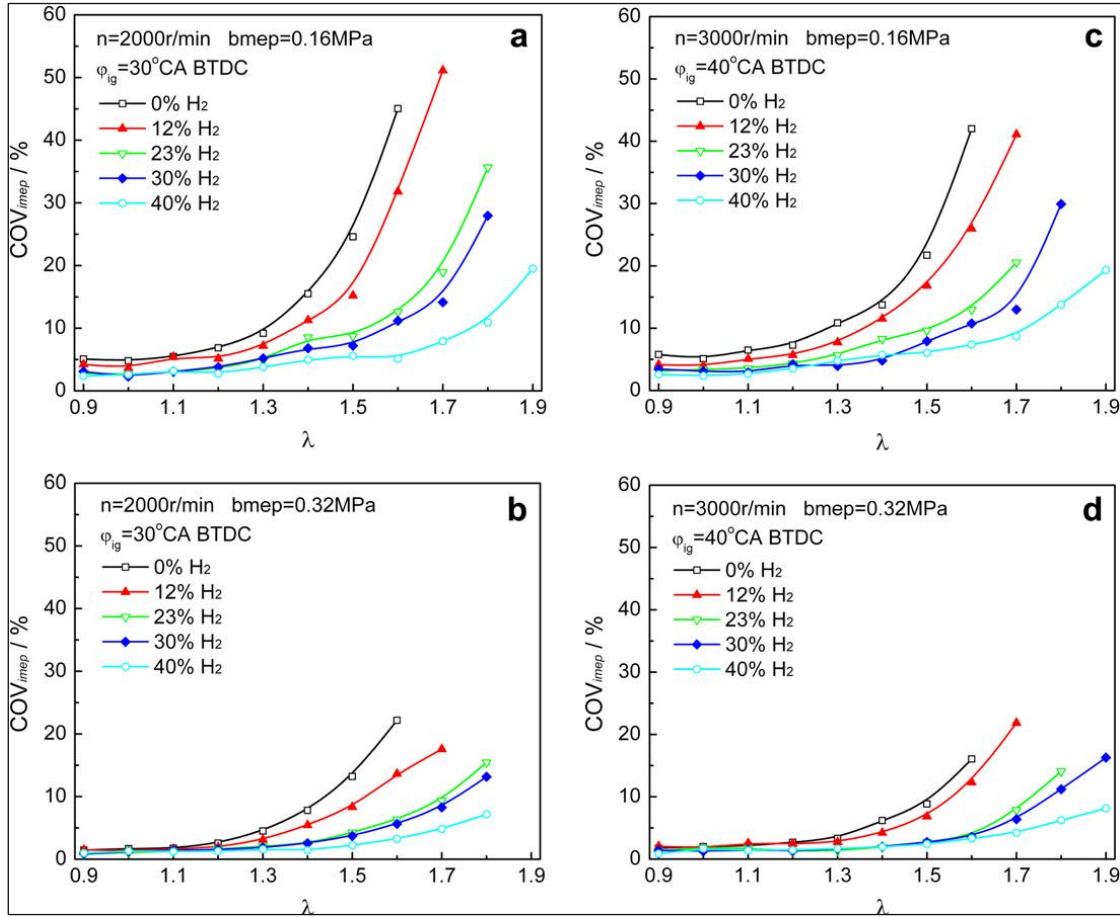 n=2000r/min bmep=0.16MPa
a
φig=30°CA BTDC
0% H2
12% H2
23% H2
30% H2
40% H2
COVimep / %
60
50
40
30
20
10
0
0.9 1.1 1.3 1.5 1.7 1.9
λ
n=3000r/min bmep=0.16MPa
c
φig=40°CA BTDC
0% H2
12% H2
23% H2
30% H2
40% H2
COVimep / %
60
50
40
30
20
10
0
0.9 1.1 1.3 1.5 1.7 1.9
λ
n=2000r/min bmep=0.32MPa
b
φig=30°CA BTDC
0% H2
12% H2
23% H2
30% H2
40% H2
COVimep / %
60
50
40
30
20
10
0
0.9 1.1 1.3 1.5 1.7 1.9
λ
n=3000r/min bmep=0.32MPa
d
φig=40°CA BTDC
0% H2
12% H2
23% H2
30% H2
40% H2
COVimep / %
60
50
40
30
20
10
0
0.9 1.1 1.3 1.5 1.7 1.9
λ